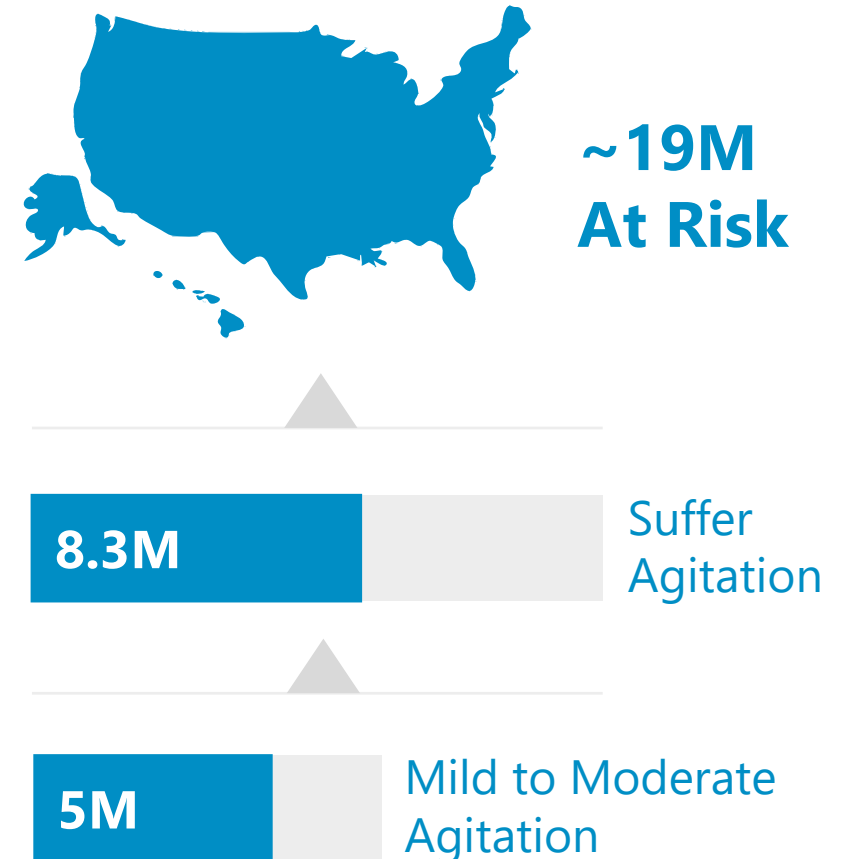 ~19M
At Risk
8.3M
Suffer
Agitation
5M
Mild to Moderate
Agitation